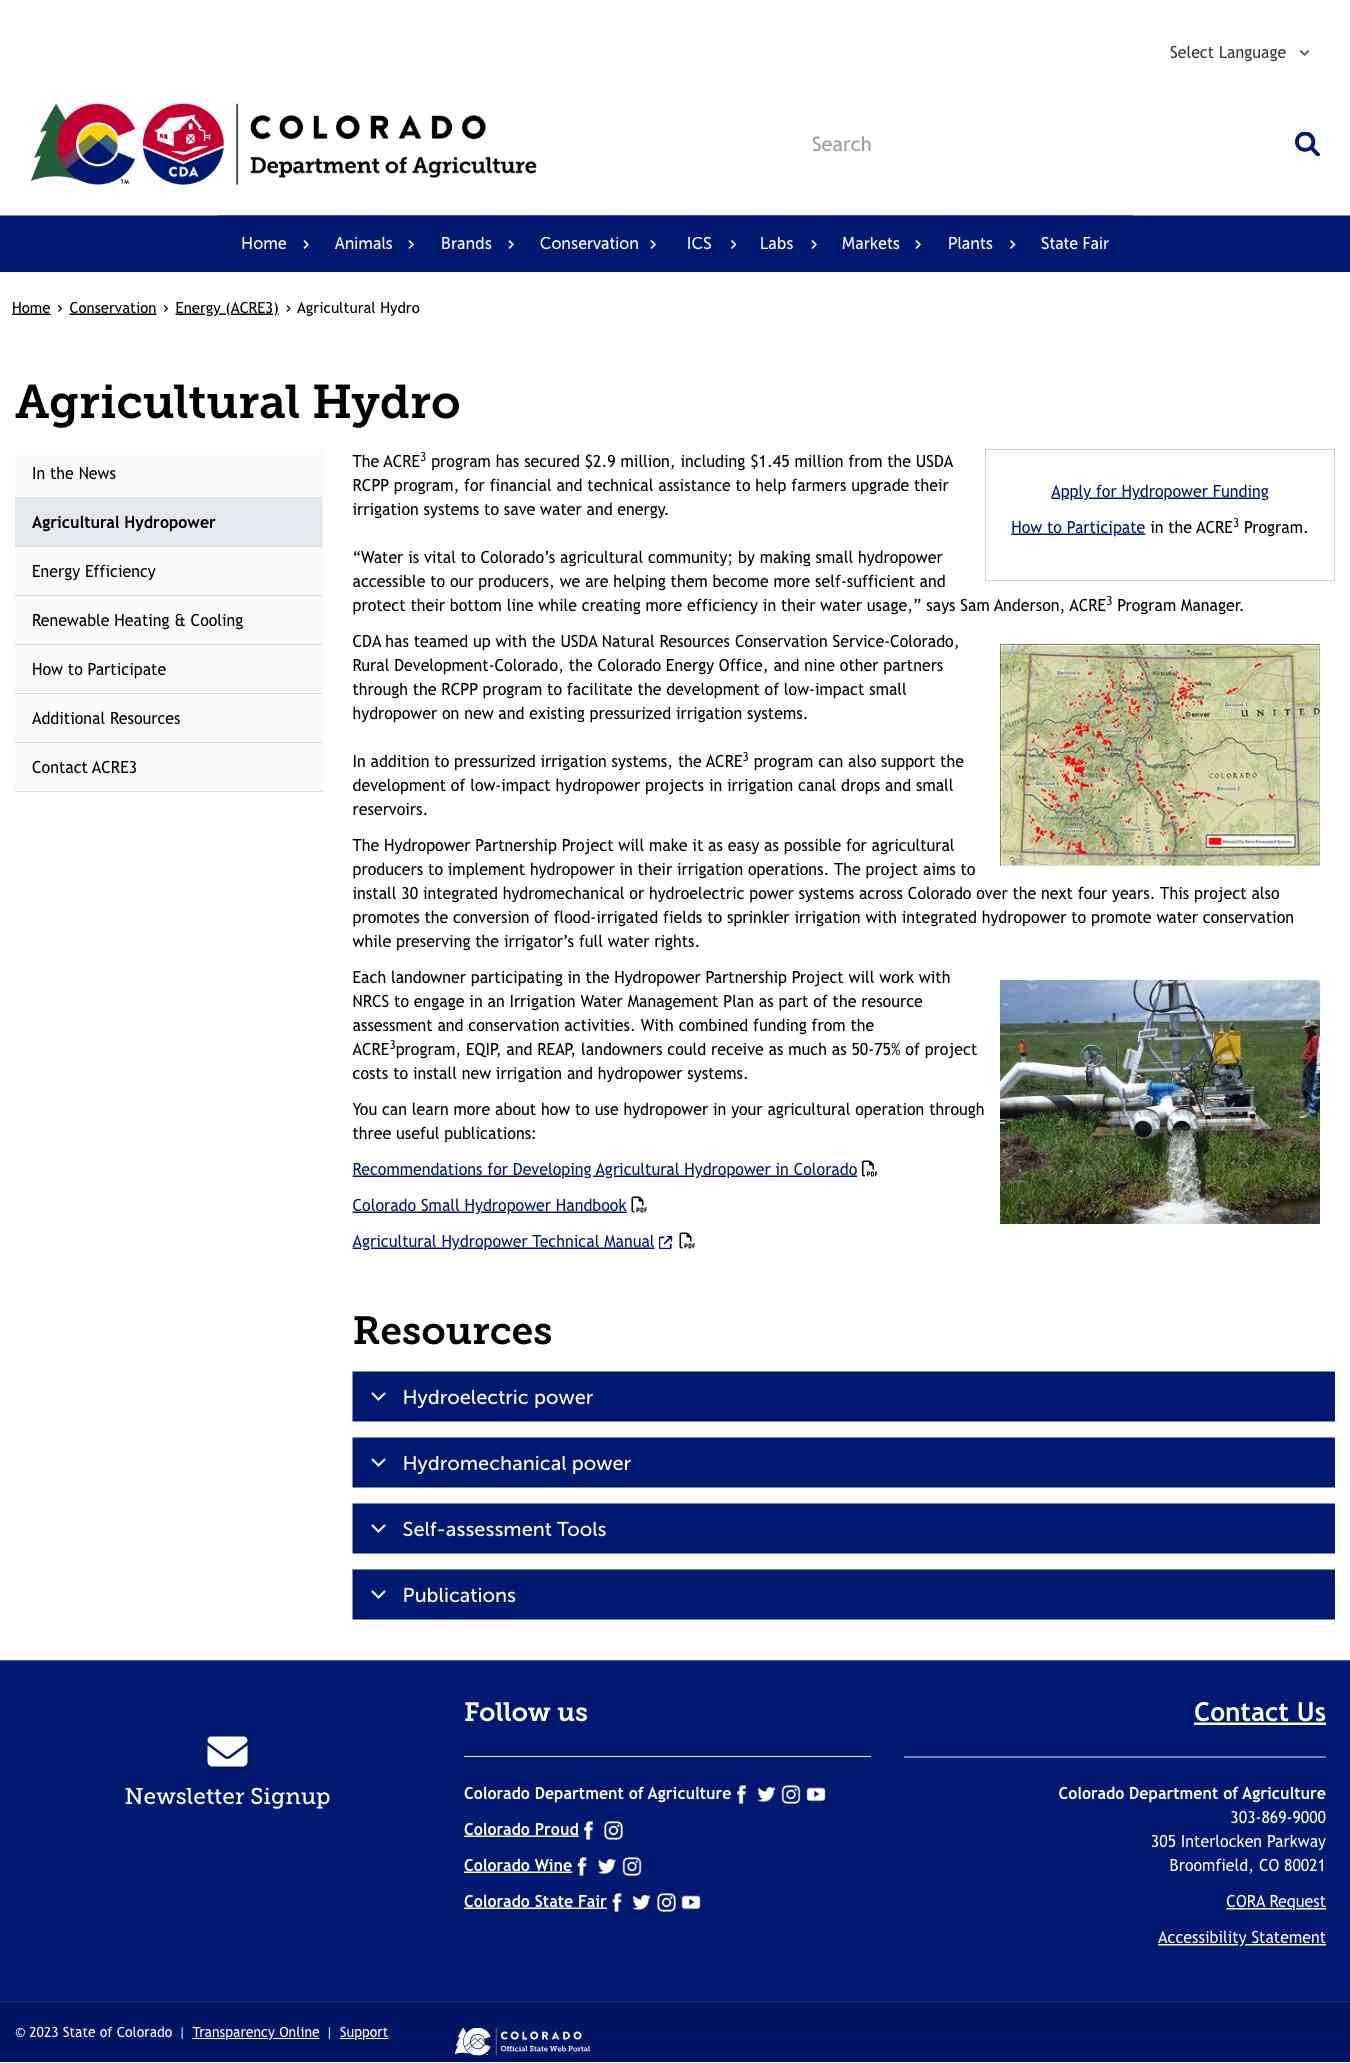 Select Language
COLORADO
Department of Agriculture
CDA
TM
Search
Home
Animals
Brands
Conservation
ICS
Labs
Markets
Plants
State Fair
Home › Conservation › Energy (ACRE3) › Agricultural Hydro
Agricultural Hydro
In the News
Agricultural Hydropower
Energy Efficiency
Renewable Heating & Cooling
How to Participate
Additional Resources
Contact ACRE3
Apply for Hydropower Funding
How to Participate in the ACRE³ Program.
The ACRE³ program has secured $2.9 million, including $1.45 million from the USDA
RCPP program, for financial and technical assistance to help farmers upgrade their
irrigation systems to save water and energy.
“Water is vital to Colorado’s agricultural community; by making small hydropower
accessible to our producers, we are helping them become more self-sufficient and
protect their bottom line while creating more efficiency in their water usage,” says Sam Anderson, ACRE³ Program Manager.
CDA has teamed up with the USDA Natural Resources Conservation Service-Colorado,
Rural Development-Colorado, the Colorado Energy Office, and nine other partners
through the RCPP program to facilitate the development of low-impact small
hydropower on new and existing pressurized irrigation systems.
Denver
UNITED
COLORADO
In addition to pressurized irrigation systems, the ACRE³ program can also support the
development of low-impact hydropower projects in irrigation canal drops and small
reservoirs.
The Hydropower Partnership Project will make it as easy as possible for agricultural
producers to implement hydropower in their irrigation operations. The project aims to
install 30 integrated hydromechanical or hydroelectric power systems across Colorado over the next four years. This project also
promotes the conversion of flood-irrigated fields to sprinkler irrigation with integrated hydropower to promote water conservation
while preserving the irrigator’s full water rights.
Each landowner participating in the Hydropower Partnership Project will work with
NRCS to engage in an Irrigation Water Management Plan as part of the resource
assessment and conservation activities. With combined funding from the
ACRE³program, EQIP, and REAP, landowners could receive as much as 50-75% of project
costs to install new irrigation and hydropower systems.
You can learn more about how to use hydropower in your agricultural operation through
three useful publications:
Recommendations for Developing Agricultural Hydropower in Colorado PDF
Colorado Small Hydropower Handbook PDF
Agricultural Hydropower Technical Manual PDF
Resources
Hydroelectric power
Hydromechanical power
Self-assessment Tools
Publications
Newsletter Signup
Follow us
Colorado Department of Agriculture
Colorado Proud
Colorado Wine
Colorado State Fair
Contact Us
Colorado Department of Agriculture
303-869-9000
305 Interlocken Parkway
Broomfield, CO 80021
CORA Request
Accessibility Statement
© 2023 State of Colorado | Transparency Online | Support
COLORADO
Official State Web Portal